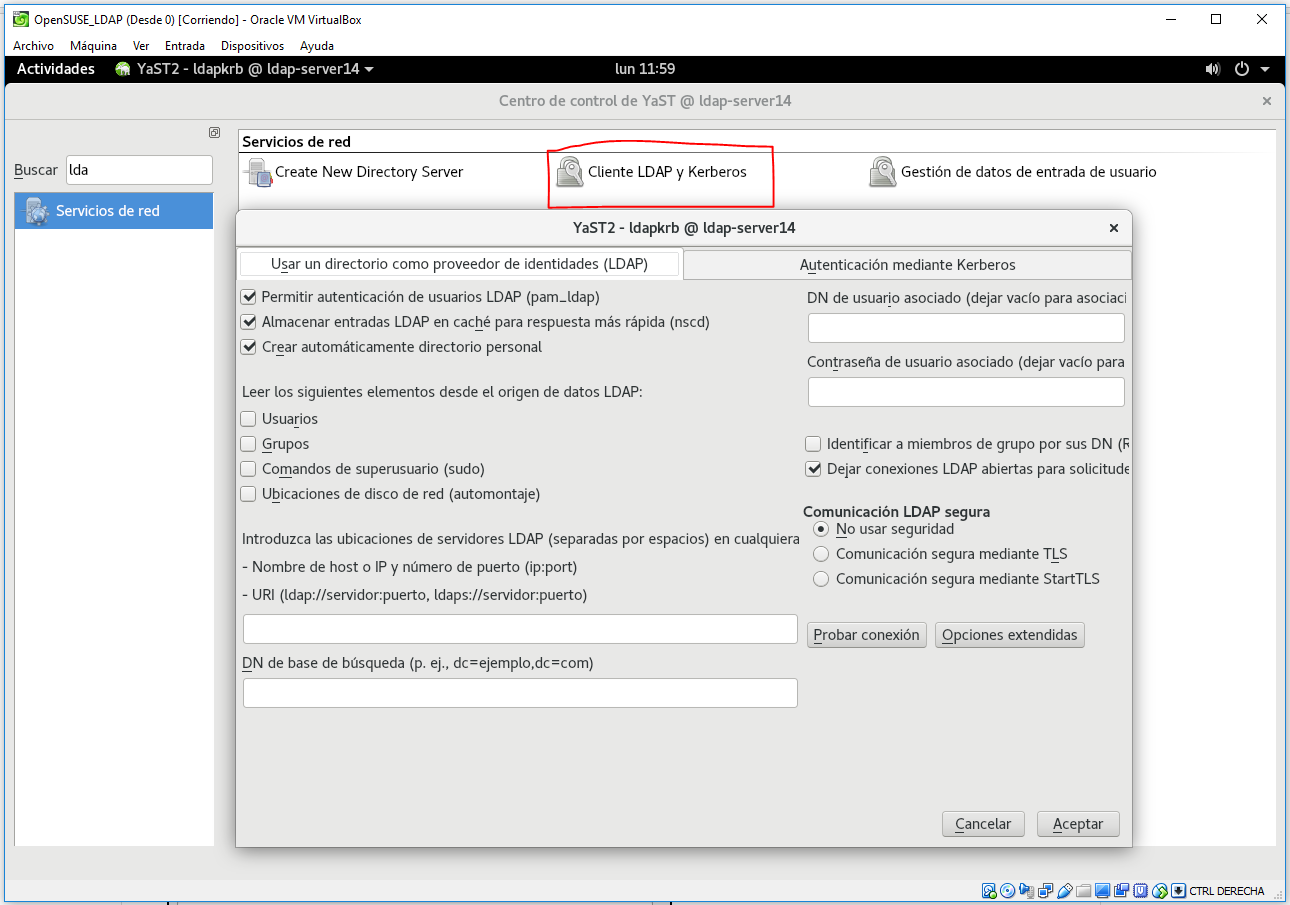 OpenSUSE_LDAP (Desde 0) [Corriendo] - Oracle VM VirtualBox
Archivo Máquina Ver Entrada Dispositivos Ayuda
Actividades YaST2 - ldapkrb @ ldap-server14 lun 11:59
Centro de control de YaST @ ldap-server14
Buscar lda
Servicios de red
Servicios de red
Create New Directory Server Cliente LDAP y Kerberos Gestión de datos de entrada de usuario
YaST2 - ldapkrb @ ldap-server14
Usar un directorio como proveedor de identidades (LDAP) Autenticación mediante Kerberos
Permitir autenticación de usuarios LDAP (pam_ldap)
Almacenar entradas LDAP en caché para respuesta más rápida (nscd)
Crear automáticamente directorio personal
Leer los siguientes elementos desde el origen de datos LDAP:
Usuarios
Grupos
Comandos de superusuario (sudo)
Ubicaciones de disco de red (automontaje)
Introduzca las ubicaciones de servidores LDAP (separadas por espacios) en cualquiera
- Nombre de host o IP y número de puerto (ip:port)
- URI (ldap://servidor:puerto, ldaps://servidor:puerto)
DN de base de búsqueda (p. ej., dc=ejemplo,dc=com)
DN de usuario asociado (dejar vacío para asociaci
Contraseña de usuario asociado (dejar vacío para
Identificar a miembros de grupo por sus DN (R
Dejar conexiones LDAP abiertas para solicitude
Comunicación LDAP segura
No usar seguridad
Comunicación segura mediante TLS
Comunicación segura mediante StartTLS
Probar conexión Opciones extendidas
Cancelar Aceptar
CTRL DERECHA